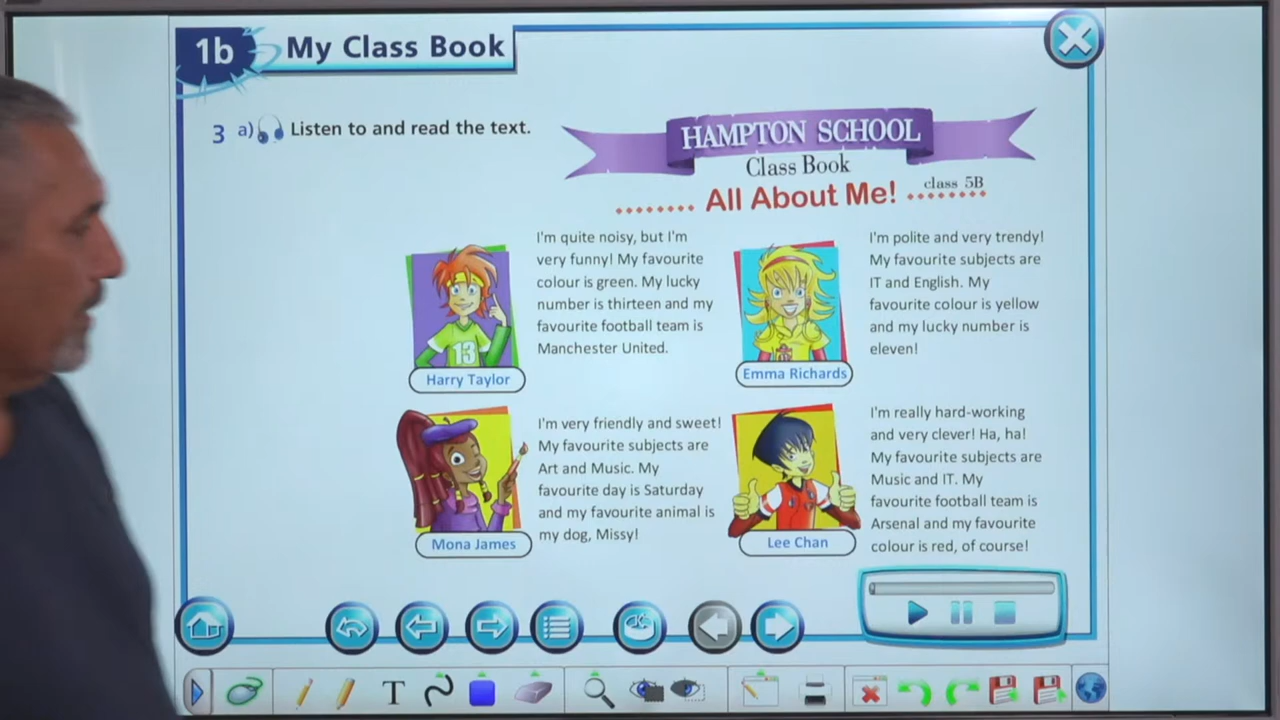 1b My Class Book
3 a) Listen to and read the text.
HAMPTON SCHOOL
Class Book
class 5B
All About Me!
I'm quite noisy, but I'm
very funny! My favourite
colour is green. My lucky
number is thirteen and my
favourite football team is
Manchester United.
13
Harry Taylor
I'm polite and very trendy!
My favourite subjects are
IT and English. My
favourite colour is yellow
and my lucky number is
eleven!
Emma Richards
I'm very friendly and sweet!
My favourite subjects are
Art and Music. My
favourite day is Saturday
and my favourite animal is
my dog, Missy!
Mona James
I'm really hard-working
and very clever! Ha, ha!
My favourite subjects are
Music and IT. My
favourite football team is
Arsenal and my favourite
colour is red, of course!
Lee Chan
T